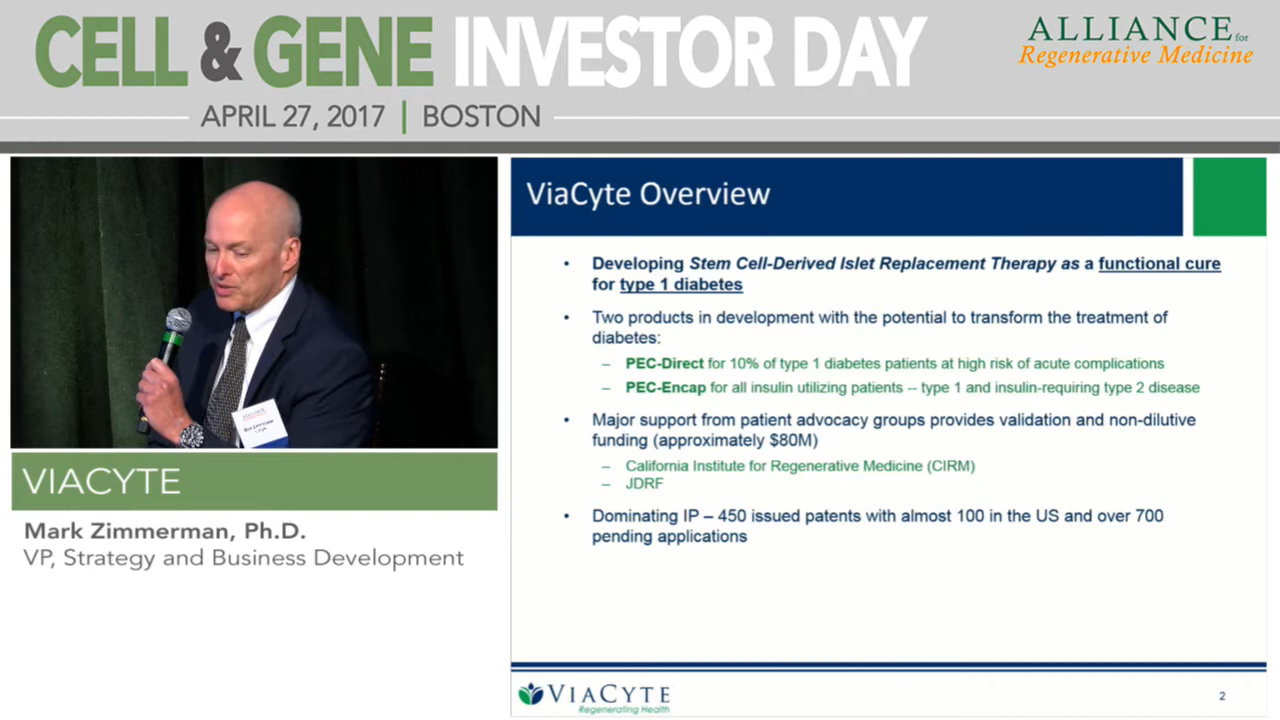 CELL & GENE INVESTOR DAY
APRIL 27, 2017 | BOSTON
ALLIANCE for
Regenerative Medicine
VIACYTE
Mark Zimmerman, Ph.D.
VP, Strategy and Business Development
ViaCyte Overview
• Developing Stem Cell-Derived Islet Replacement Therapy as a functional cure
for type 1 diabetes
• Two products in development with the potential to transform the treatment of
diabetes:
– PEC-Direct for 10% of type 1 diabetes patients at high risk of acute complications
– PEC-Encap for all insulin utilizing patients -- type 1 and insulin-requiring type 2 disease
• Major support from patient advocacy groups provides validation and non-dilutive
funding (approximately $80M)
– California Institute for Regenerative Medicine (CIRM)
– JDRF
• Dominating IP – 450 issued patents with almost 100 in the US and over 700
pending applications
VIACYTE
Regenerating Health
2